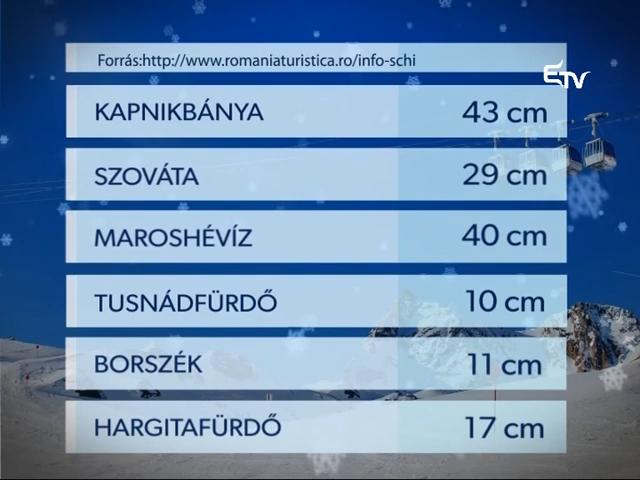 Forrás:http://www.romaniaturistica.ro/info-schi
ETV
KAPNIKBÁNYA 43 cm
SZOVÁTA 29 cm
MAROSHÉVÍZ 40 cm
TUSNÁDFÜRDŐ 10 cm
BORSZÉK 11 cm
HARGITAFÜRDŐ 17 cm